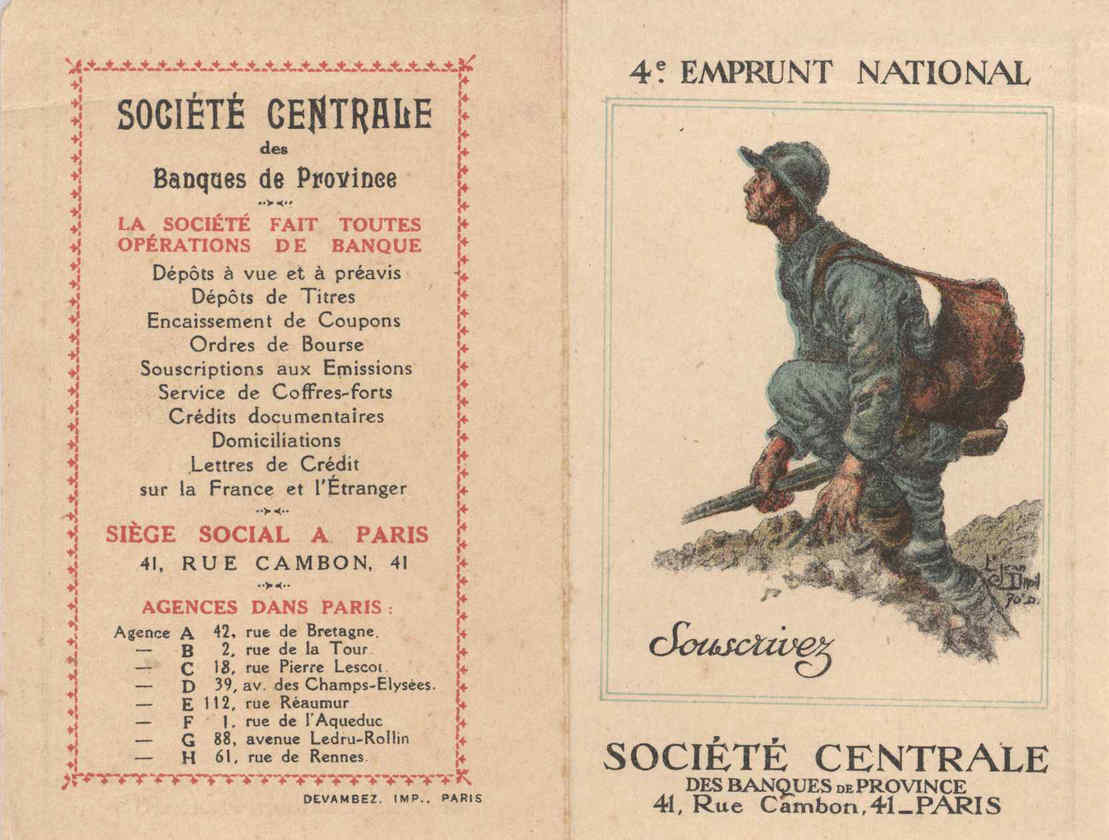 SOCIÉTÉ CENTRALE
des
Banques de Province
LA SOCIÉTÉ FAIT TOUTES
OPÉRATIONS DE BANQUE
Dépôts à vue et à préavis
Dépôts de Titres
Encaissement de Coupons
Ordres de Bourse
Souscriptions aux Emissions
Service de Coffres-forts
Crédits documentaires
Domiciliations
Lettres de Crédit
sur la France et l'Étranger
SIÈGE SOCIAL A PARIS
41, RUE CAMBON, 41
AGENCES DANS PARIS :
Agence A 42, rue de Bretagne.
— B 2, rue de la Tour.
— C 18, rue Pierre Lescot.
— D 39, av. des Champs-Elysées.
— E 112, rue Réaumur
— F 1, rue de l'Aqueduc
— G 88, avenue Ledru-Rollin
— H 61, rue de Rennes.
DEVAMBEZ, IMP., PARIS
4e EMPRUNT NATIONAL
Jean
Souscrivez
SOCIÉTÉ CENTRALE
DES BANQUES DE PROVINCE
41, Rue Cambon, 41_PARIS